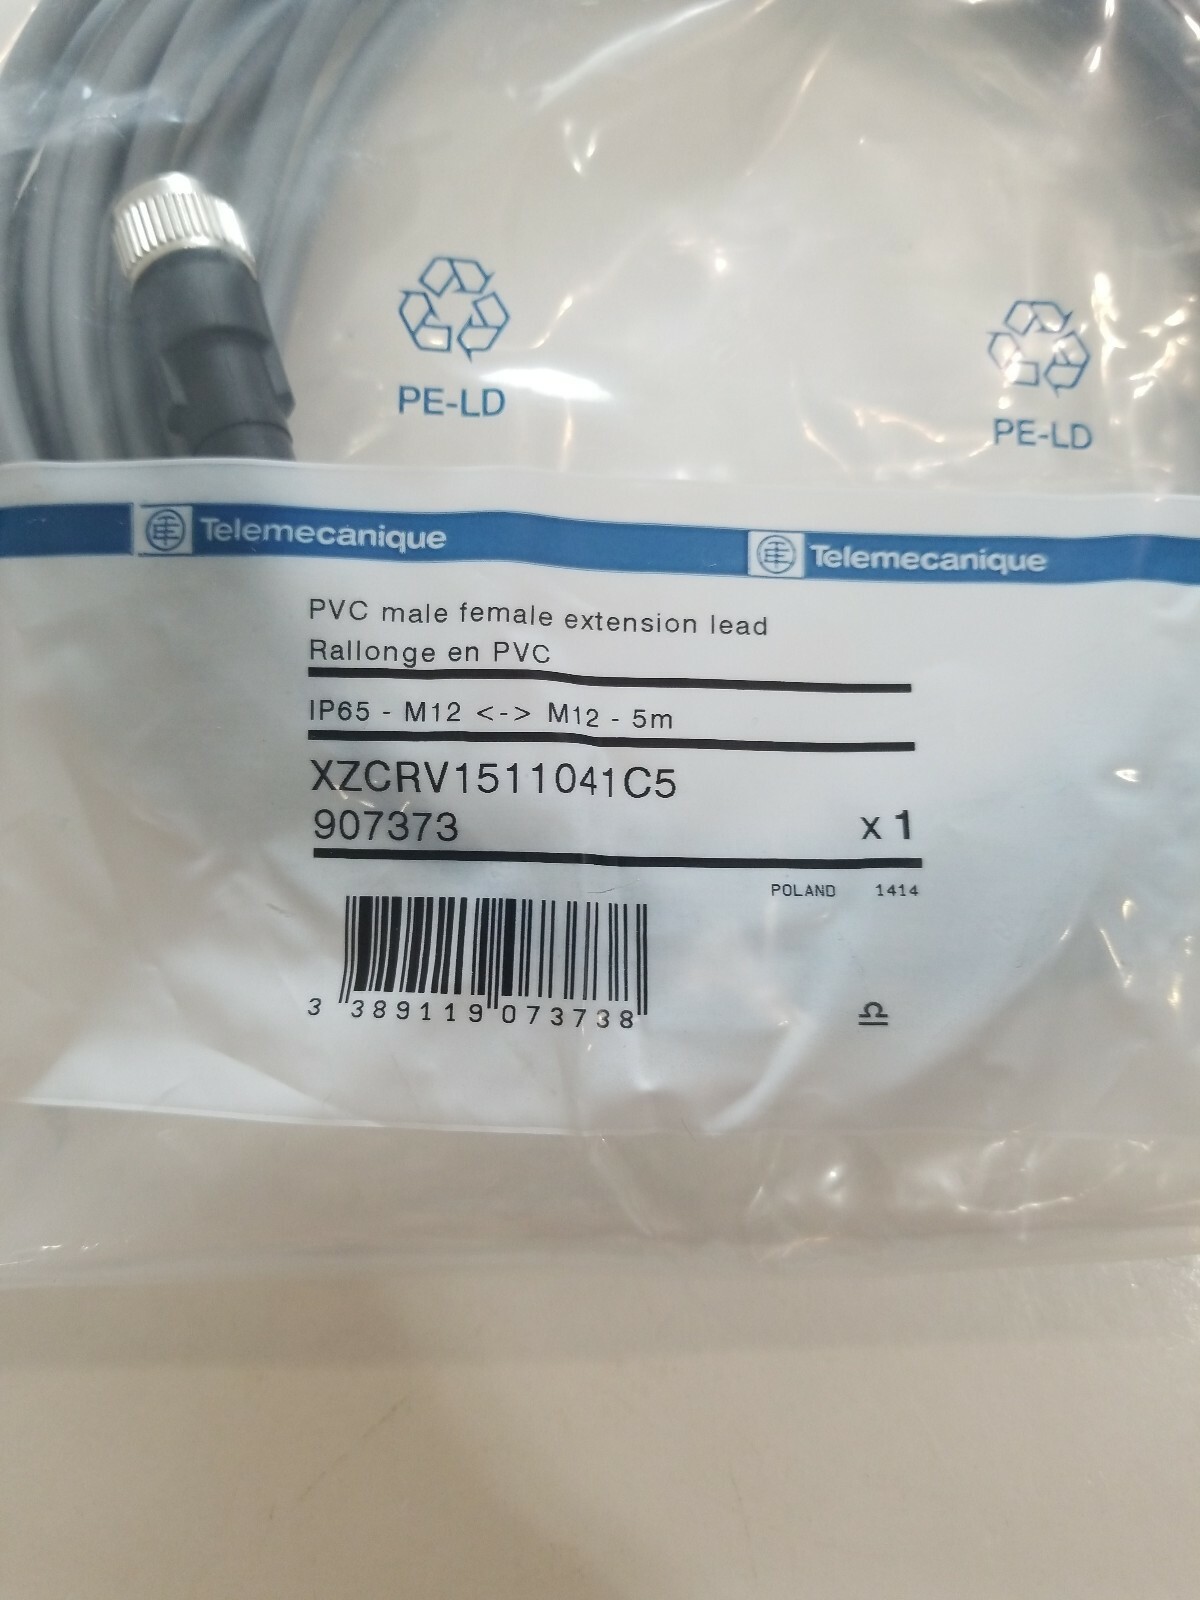 PE-LD
PE-LD
Telemecanique
Telemecanique
PVC male female extension lead
Rallonge en PVC
IP65 - M12 <-> M12 - 5m
XZCRV1511041C5
907373 x 1
POLAND 1414
3 389119 073738